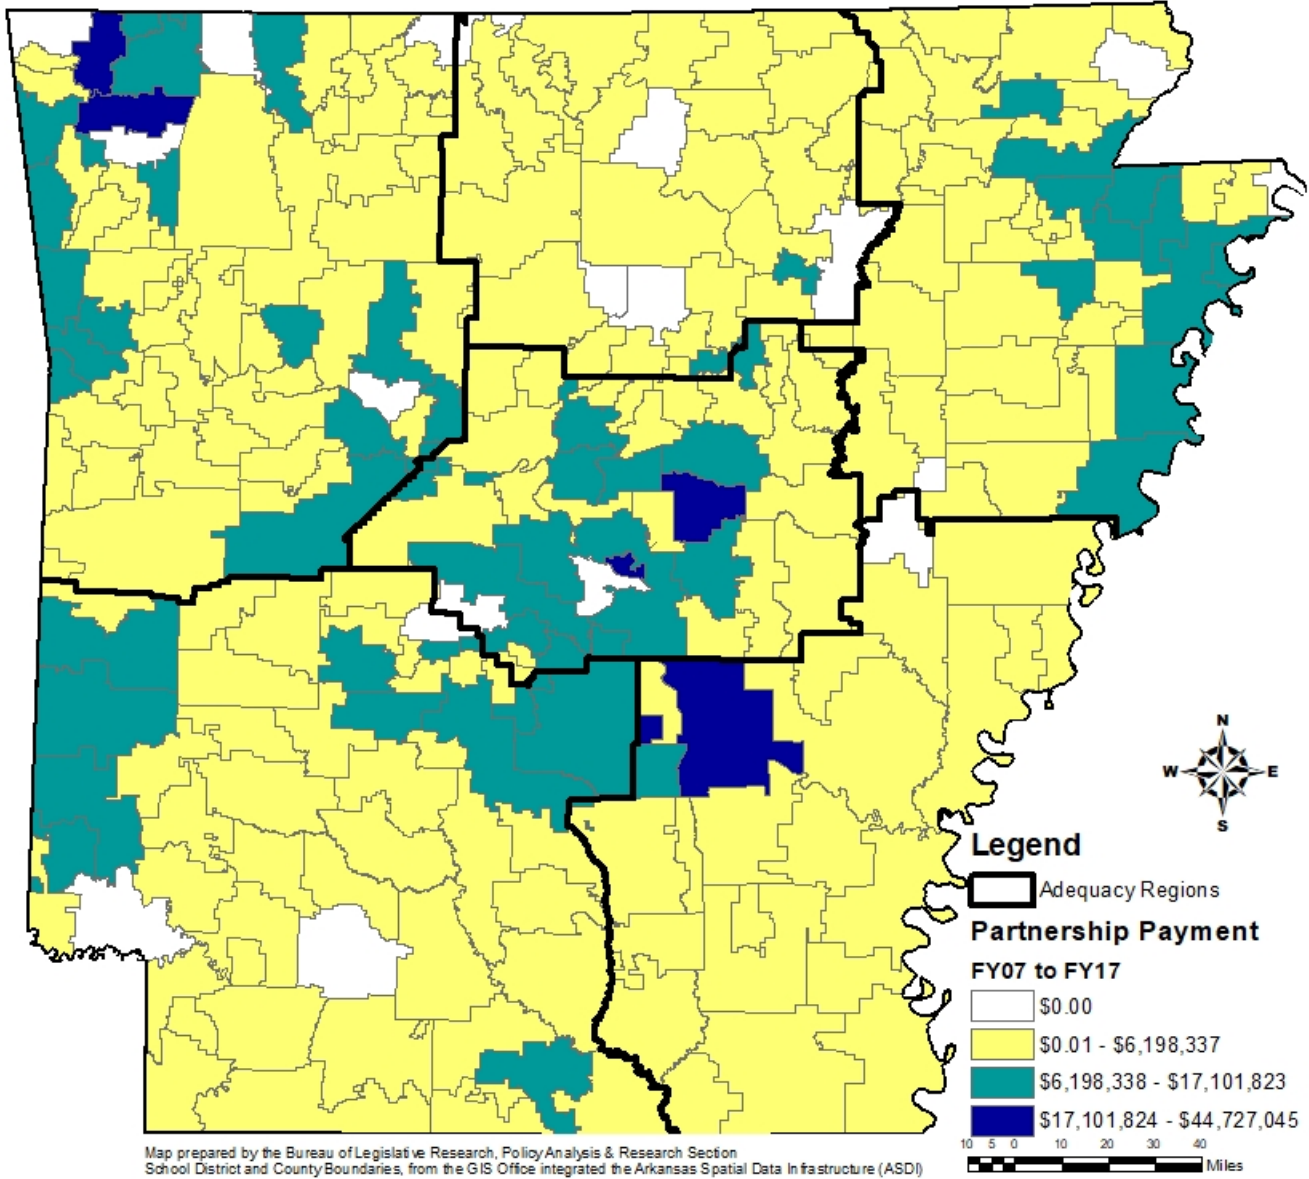 N
W E
S
Legend
Adequacy Regions
Partnership Payment
FY07 to FY17
$0.00
$0.01 - $6,198,337
$6,198,338 - $17,101,823
$17,101,824 - $44,727,045
10 5 0 10 20 30 40
Miles
Map prepared by the Bureau of Legislative Research, Policy Analysis & Research Section
School District and County Boundaries, from the GIS Office integrated the Arkansas Spatial Data Infrastructure (ASDI)